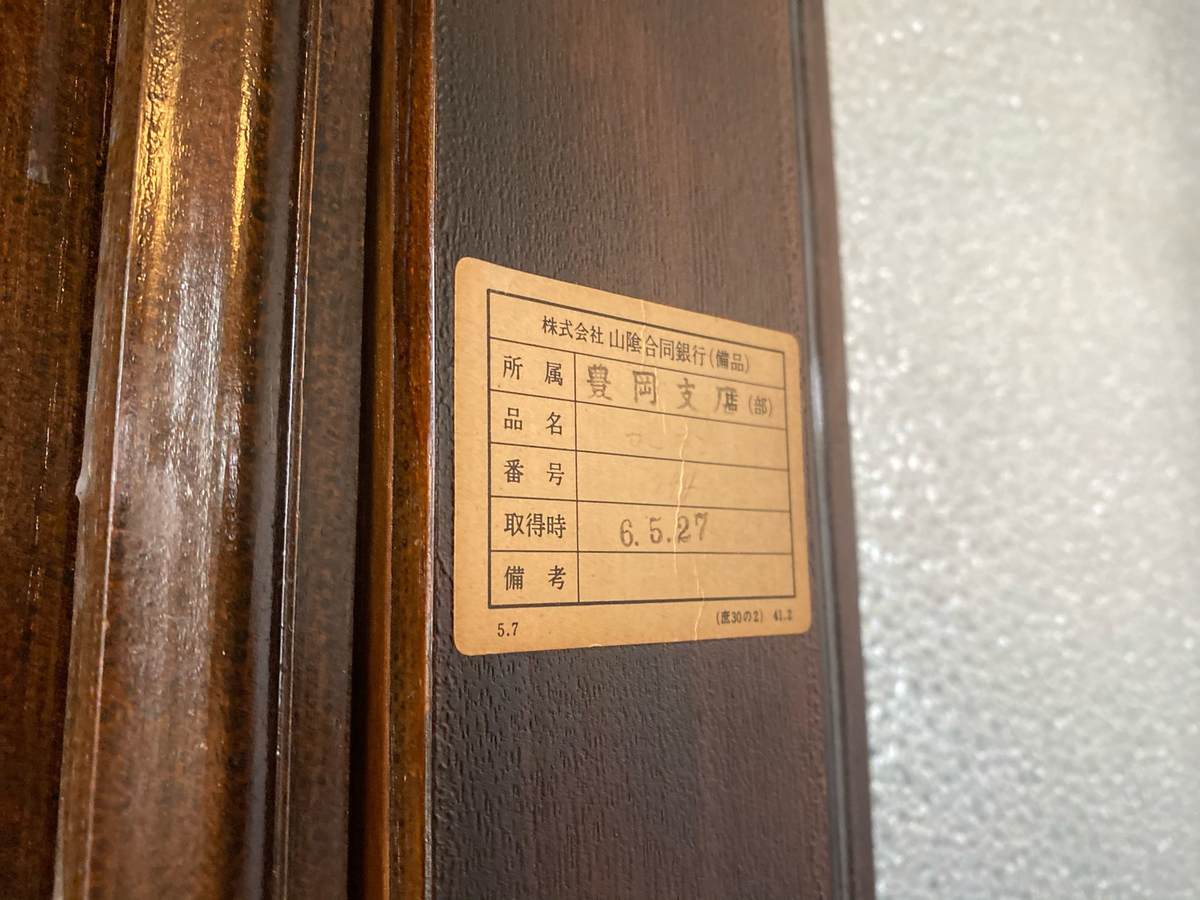 株式会社 山陰合同銀行(備品)
所属 豊岡支店(部)
品名
番号
取得時 6.5.27
備考
5.7 (庶30の2) 41.2